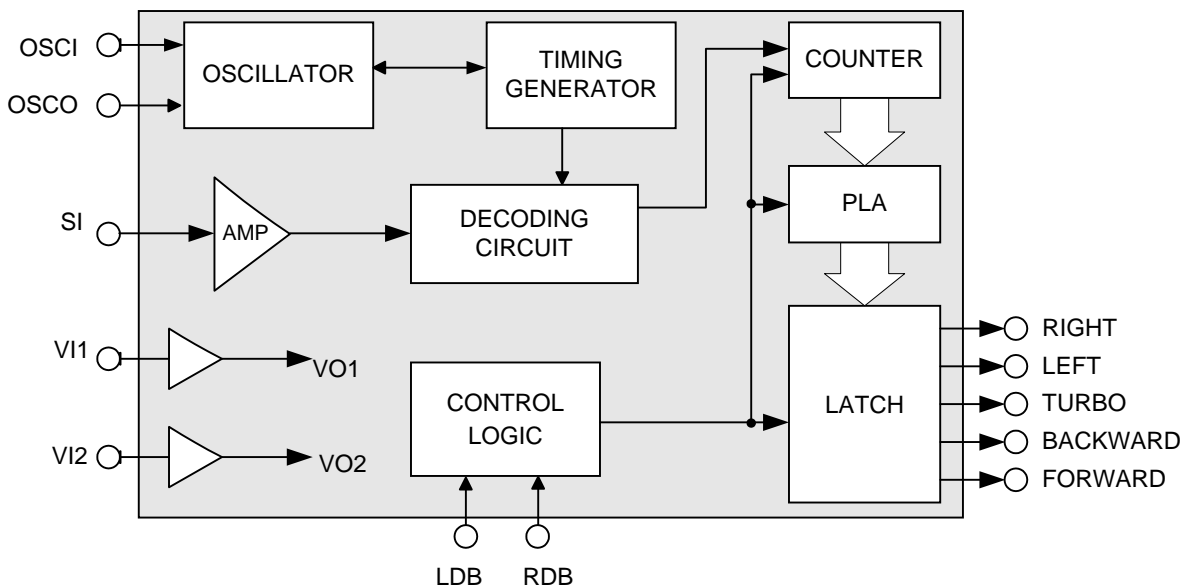 OSCI
OSCO
OSCILLATOR
TIMING
GENERATOR
COUNTER
SI
AMP
DECODING
CIRCUIT
PLA
VI1
VO1
VI2
VO2
CONTROL
LOGIC
LATCH
RIGHT
LEFT
TURBO
BACKWARD
FORWARD
LDB
RDB